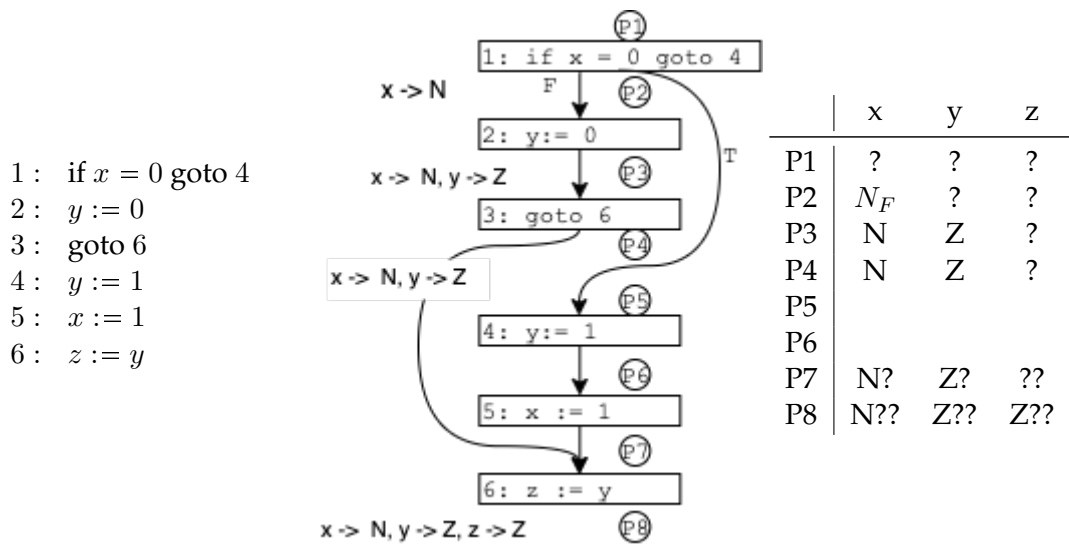 1 : if x = 0 goto 4
2 : y := 0
3 : goto 6
4 : y := 1
5 : x := 1
6 : z := y
P1
1: if x = 0 goto 4
F
P2
x -> N
T
2: y:= 0
x -> N, y -> Z
P3
3: goto 6
P4
x -> N, y -> Z
P5
4: y:= 1
P6
5: x := 1
P7
6: z := y
x -> N, y -> Z, z -> Z
P8
x y z
P1 ? ? ?
P2 N_F ? ?
P3 N Z ?
P4 N Z ?
P5
P6
P7 N? Z? ??
P8 N?? Z?? Z??